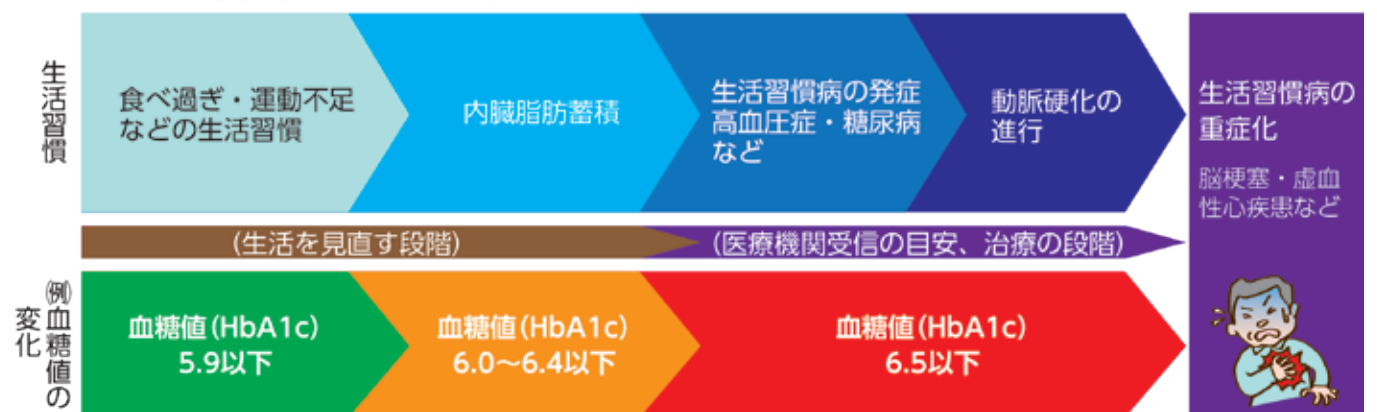 生活習慣
食べ過ぎ・運動不足
などの生活習慣
内臓脂肪蓄積
生活習慣病の発症
高血圧症・糖尿病
など
動脈硬化の
進行
生活習慣病の
重症化
脳梗塞・虚血
性心疾患など
(生活を見直す段階)
(医療機関受信の目安、治療の段階)
(例)血糖値の
変化
血糖値(HbA1c)
5.9以下
血糖値(HbA1c)
6.0～6.4以下
血糖値(HbA1c)
6.5以下